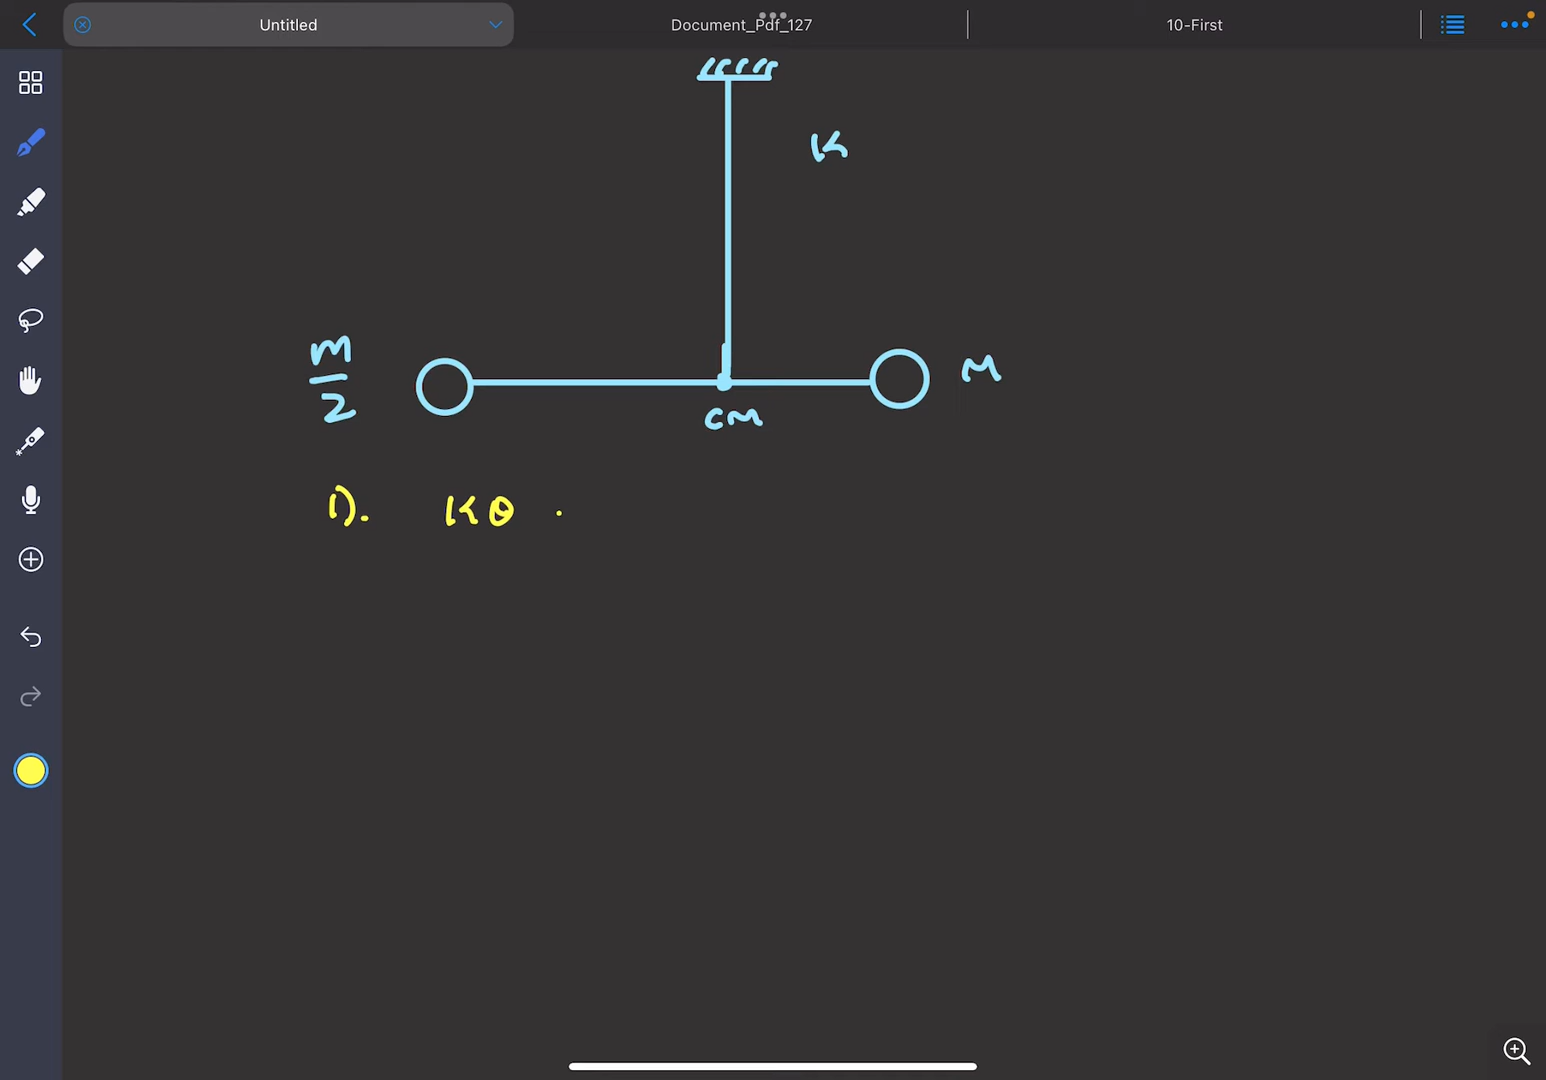 Untitled
Document_Pdf_127
10-First
K
m
2
M
CM
1). Kθ